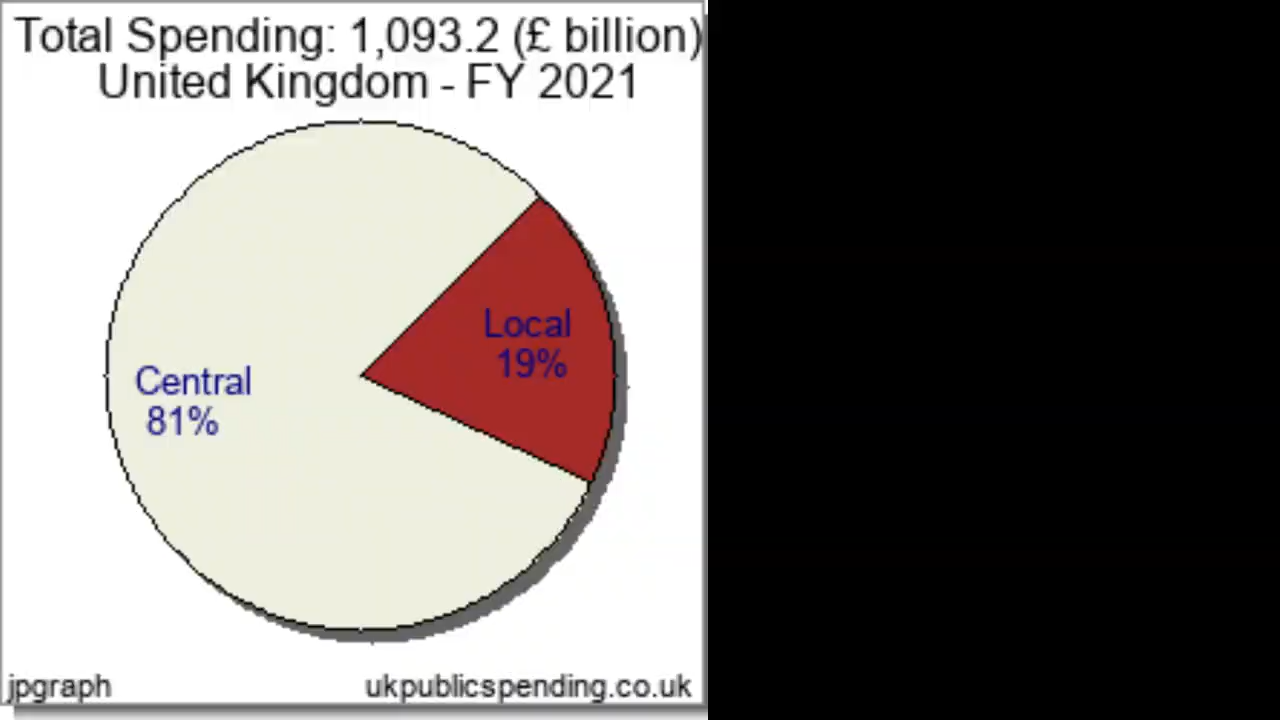 Total Spending: 1,093.2 (£ billion)
United Kingdom - FY 2021
Local
19%
Central
81%
jpgraph
ukpublicspending.co.uk